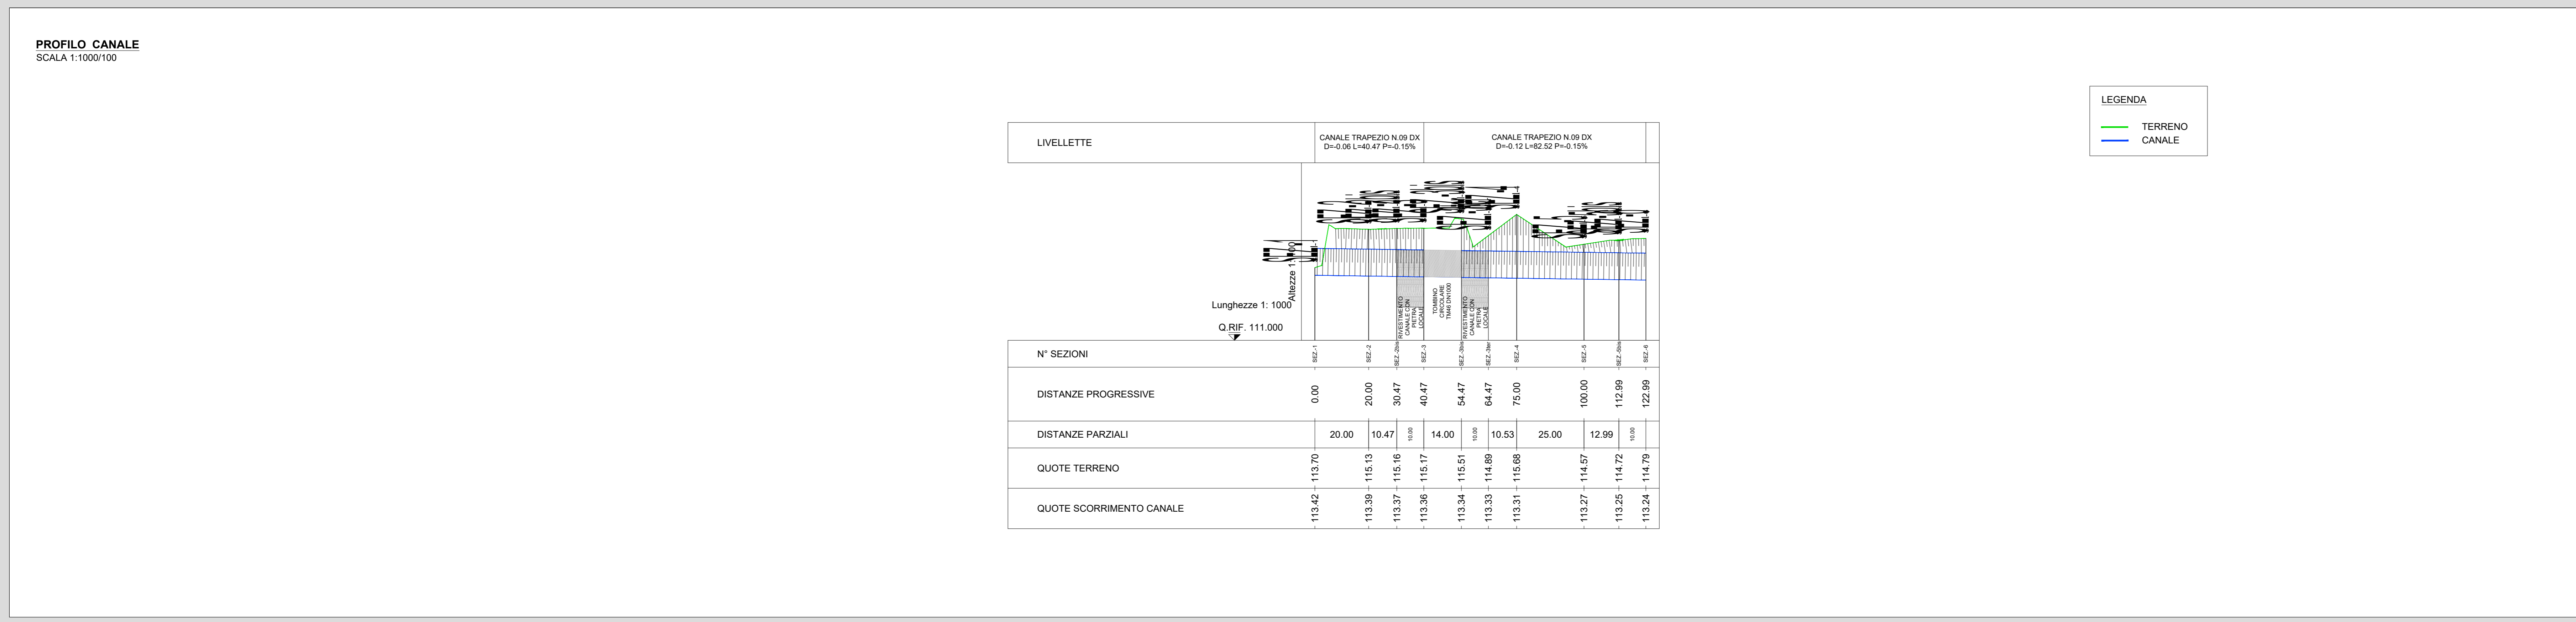 PROFILO CANALE
SCALA 1:1000/100
LEGENDA
TERRENO
CANALE
LIVELLETTE
CANALE TRAPEZIO N.09 DX
D=-0.06 L=40.47 P=-0.15%
CANALE TRAPEZIO N.09 DX
D=-0.12 L=82.52 P=-0.15%
Lunghezze 1: 1000
Q.RIF. 111.000
RIVESTIMENTO
CANALE CON
PIETRA
LOCALE
TOMBINO
CIRCOLARE
TM46 DN1000
RIVESTIMENTO
CANALE CON
PIETRA
LOCALE
N° SEZIONI
SEZ.-1
SEZ.-2
SEZ.-2bis
SEZ.-3
SEZ.-3bis
SEZ.-3ter
SEZ.-4
SEZ.-5
SEZ.-5bis
SEZ.-6
DISTANZE PROGRESSIVE
0.00
20.00
30.47
40.47
54.47
64.47
75.00
100.00
112.99
122.99
DISTANZE PARZIALI
20.00
10.47
10.00
14.00
10.00
10.53
25.00
12.99
10.00
QUOTE TERRENO
113.70
115.13
115.16
115.17
115.51
114.89
115.68
114.57
114.72
114.79
QUOTE SCORRIMENTO CANALE
113.42
113.39
113.37
113.36
113.34
113.33
113.31
113.27
113.25
113.24